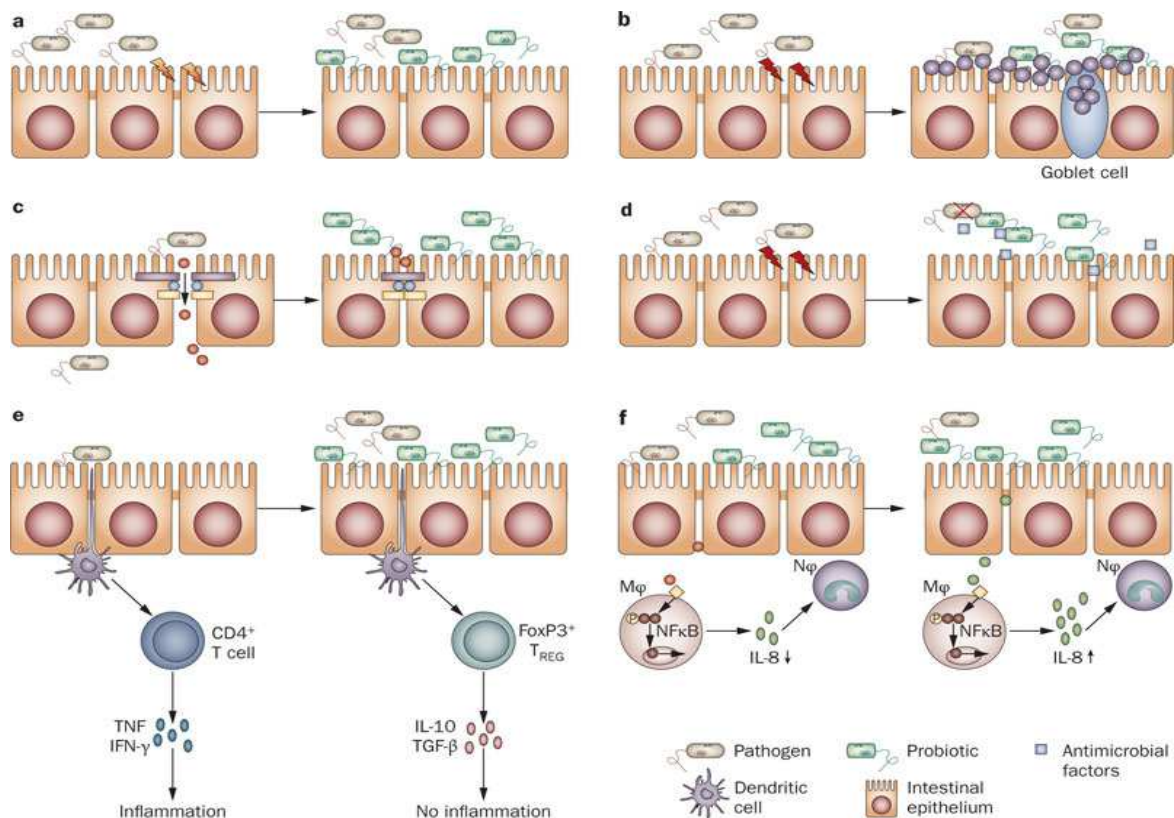 a
b
Goblet cell
c
d
e
CD4⁺
T cell
TNF
IFN-γ
Inflammation
FoxP3⁺
T_REG
IL-10
TGF-β
No inflammation
f
Mφ
P
NFκB
IL-8 ↓
Nφ
Mφ
P
NFκB
IL-8 ↑
Nφ
Pathogen
Probiotic
Antimicrobial
factors
Dendritic
cell
Intestinal
epithelium